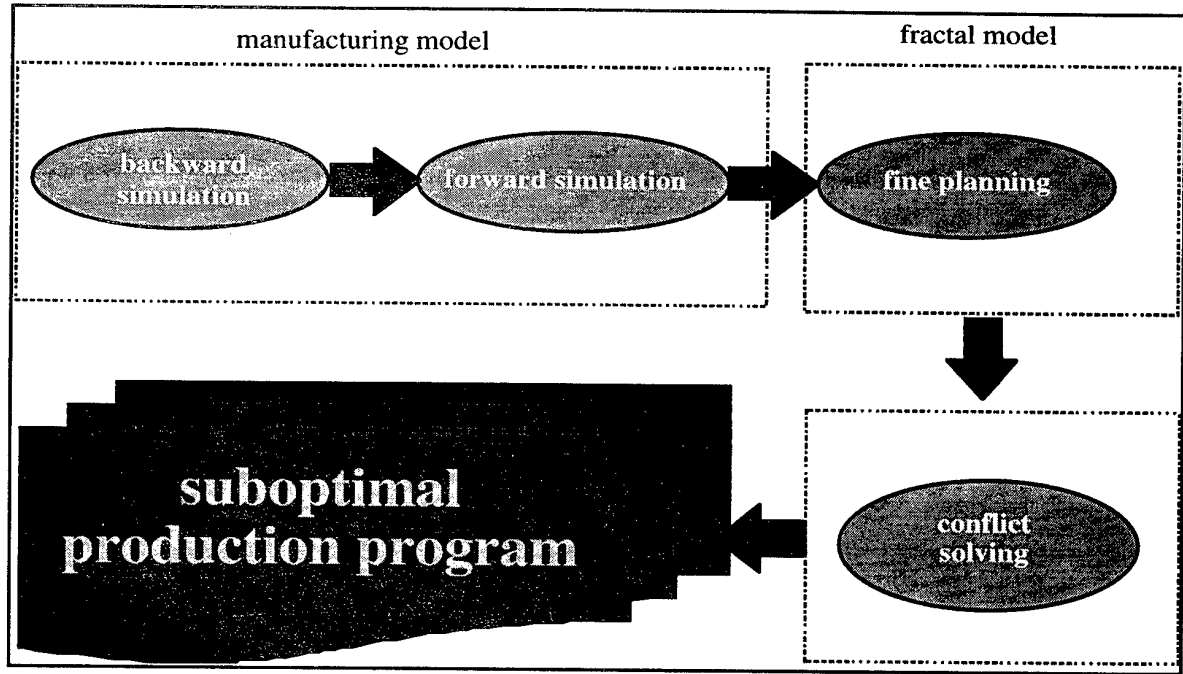 manufacturing model
fractal model
backward
simulation
forward simulation
fine planning
conflict
solving
suboptimal
production program